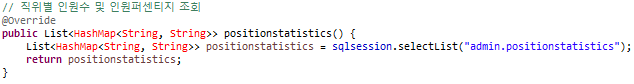 // 직위별 인원수 및 인원퍼센티지 조회
@Override
public List<HashMap<String, String>> positionstatistics() {
    List<HashMap<String, String>> positionstatistics = sqlsession.selectList("admin.positionstatistics");
    return positionstatistics;
}